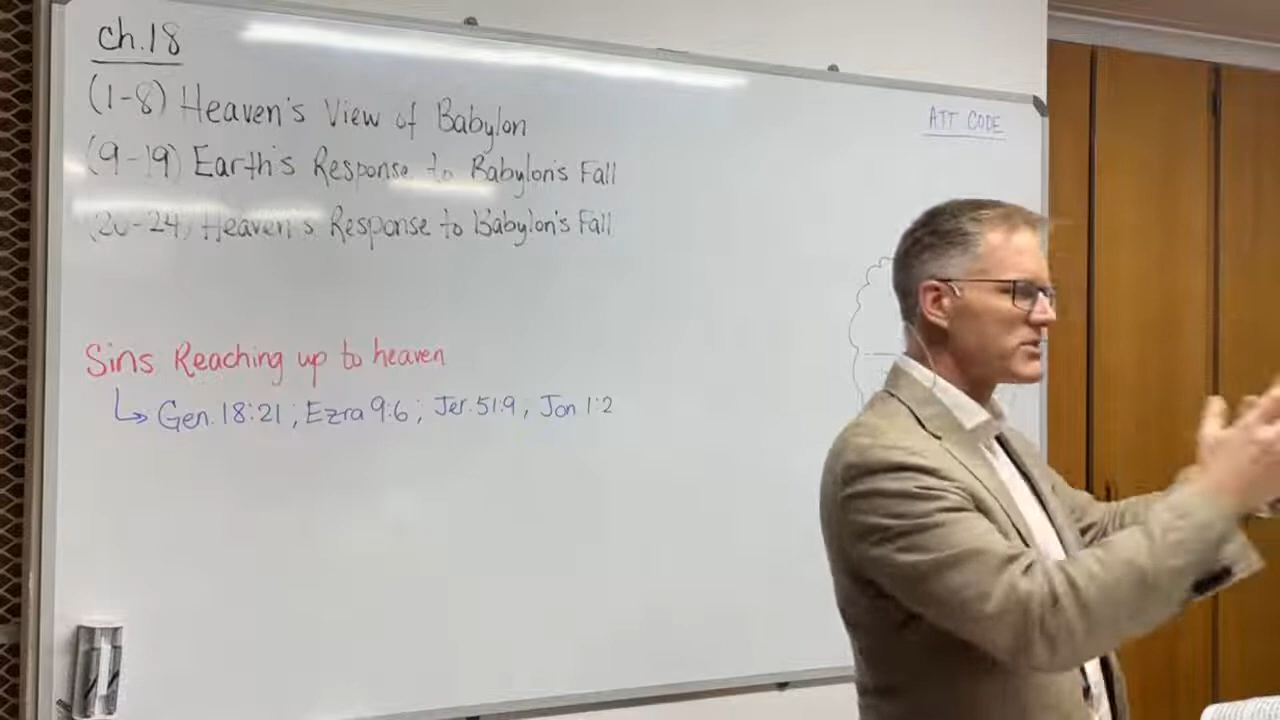 ch.18
(1-8) Heaven's View of Babylon
(9-19) Earth's Response to Babylon's Fall
(20-24) Heaven's Response to Babylon's Fall
ATT CODE
Sins Reaching up to heaven
↳ Gen. 18:21 ; Ezra 9:6 ; Jer. 51:9 , Jon 1:2